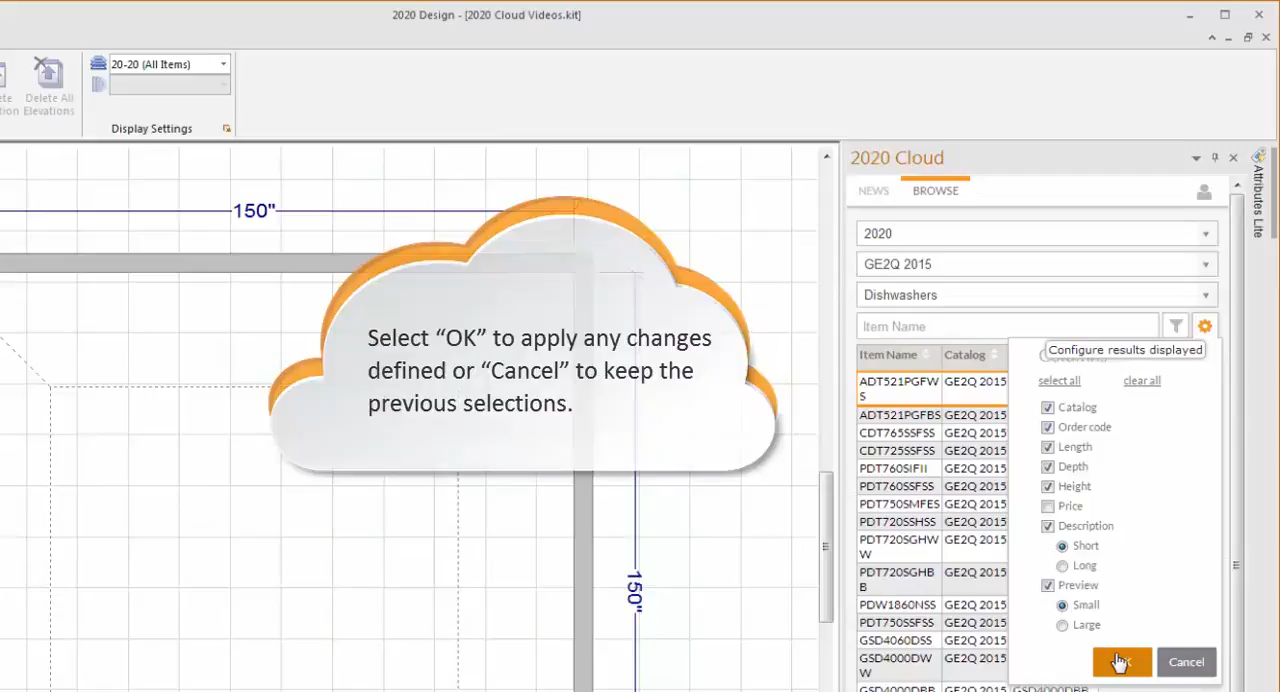 2020 Design - [2020 Cloud Videos.kit]
20-20 (All Items)
Delete All
Elevations
Display Settings
150"
Select “OK” to apply any changes
defined or “Cancel” to keep the
previous selections.
150"
2020 Cloud
NEWS BROWSE
Attributes Lite
2020
GE2Q 2015
Dishwashers
Item Name
Configure results displayed
Item Name Catalog
select all clear all
ADT521PGFW GE2Q 2015
S
ADT521PGFBS GE2Q 2015
CDT765SSFSS GE2Q 2015
CDT725SSFSS GE2Q 2015
PDT760SIFII GE2Q 2015
PDT760SSFSS GE2Q 2015
PDT750SMFES GE2Q 2015
PDT720SSHSS GE2Q 2015
PDT720SGHW GE2Q 2015
W
PDT720SGHB GE2Q 2015
B
PDW1860NSS GE2Q 2015
PDT750SSFSS GE2Q 2015
GSD4060DSS GE2Q 2015
GSD4000DW GE2Q 2015
W
Catalog
Order code
Length
Depth
Height
Price
Description
Short
Long
Preview
Small
Large
Cancel